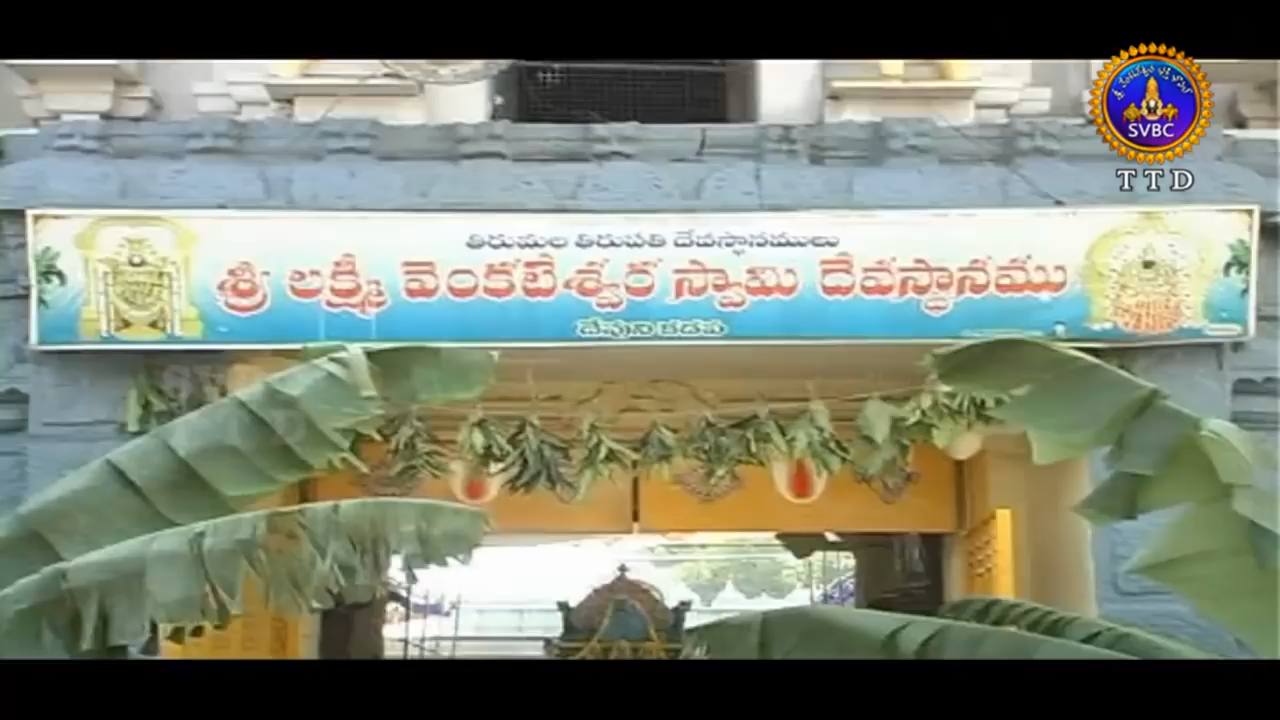 తిరుమల తిరుపతి దేవస్థానములు
శ్రీ లక్ష్మీ వెంకటేశ్వర స్వామి దేవస్థానము
దేవుని కడప
SVBC
TTD